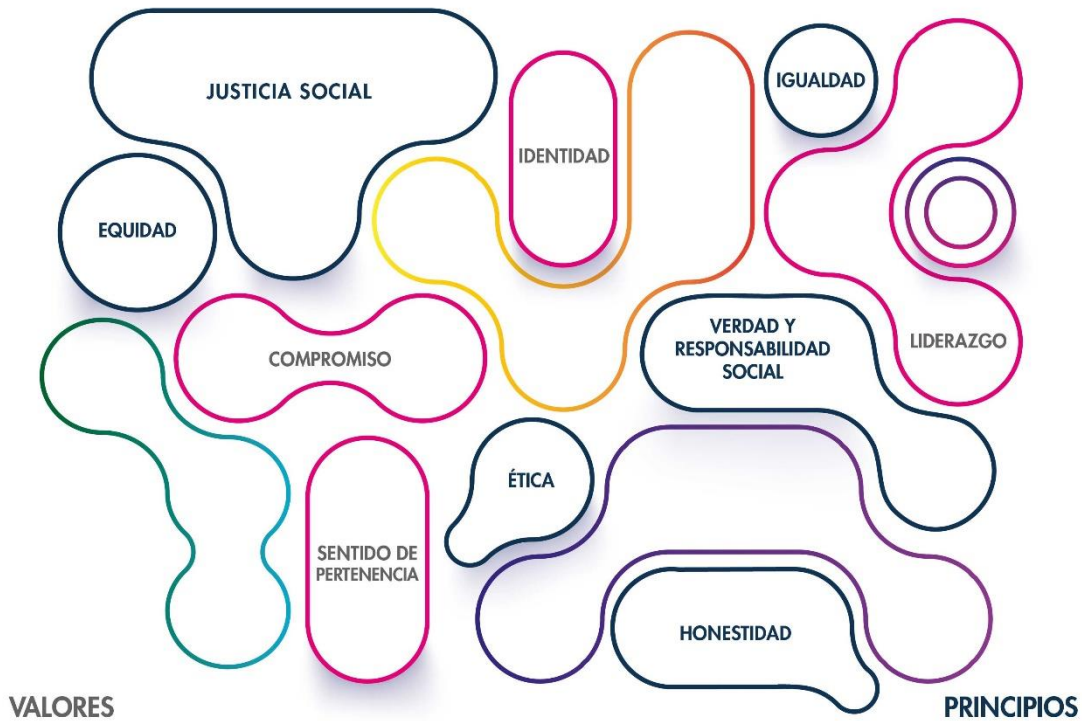 JUSTICIA SOCIAL
IGUALDAD
IDENTIDAD
EQUIDAD
VERDAD Y
RESPONSABILIDAD
SOCIAL
LIDERAZGO
COMPROMISO
ÉTICA
SENTIDO DE
PERTENENCIA
HONESTIDAD
VALORES
PRINCIPIOS